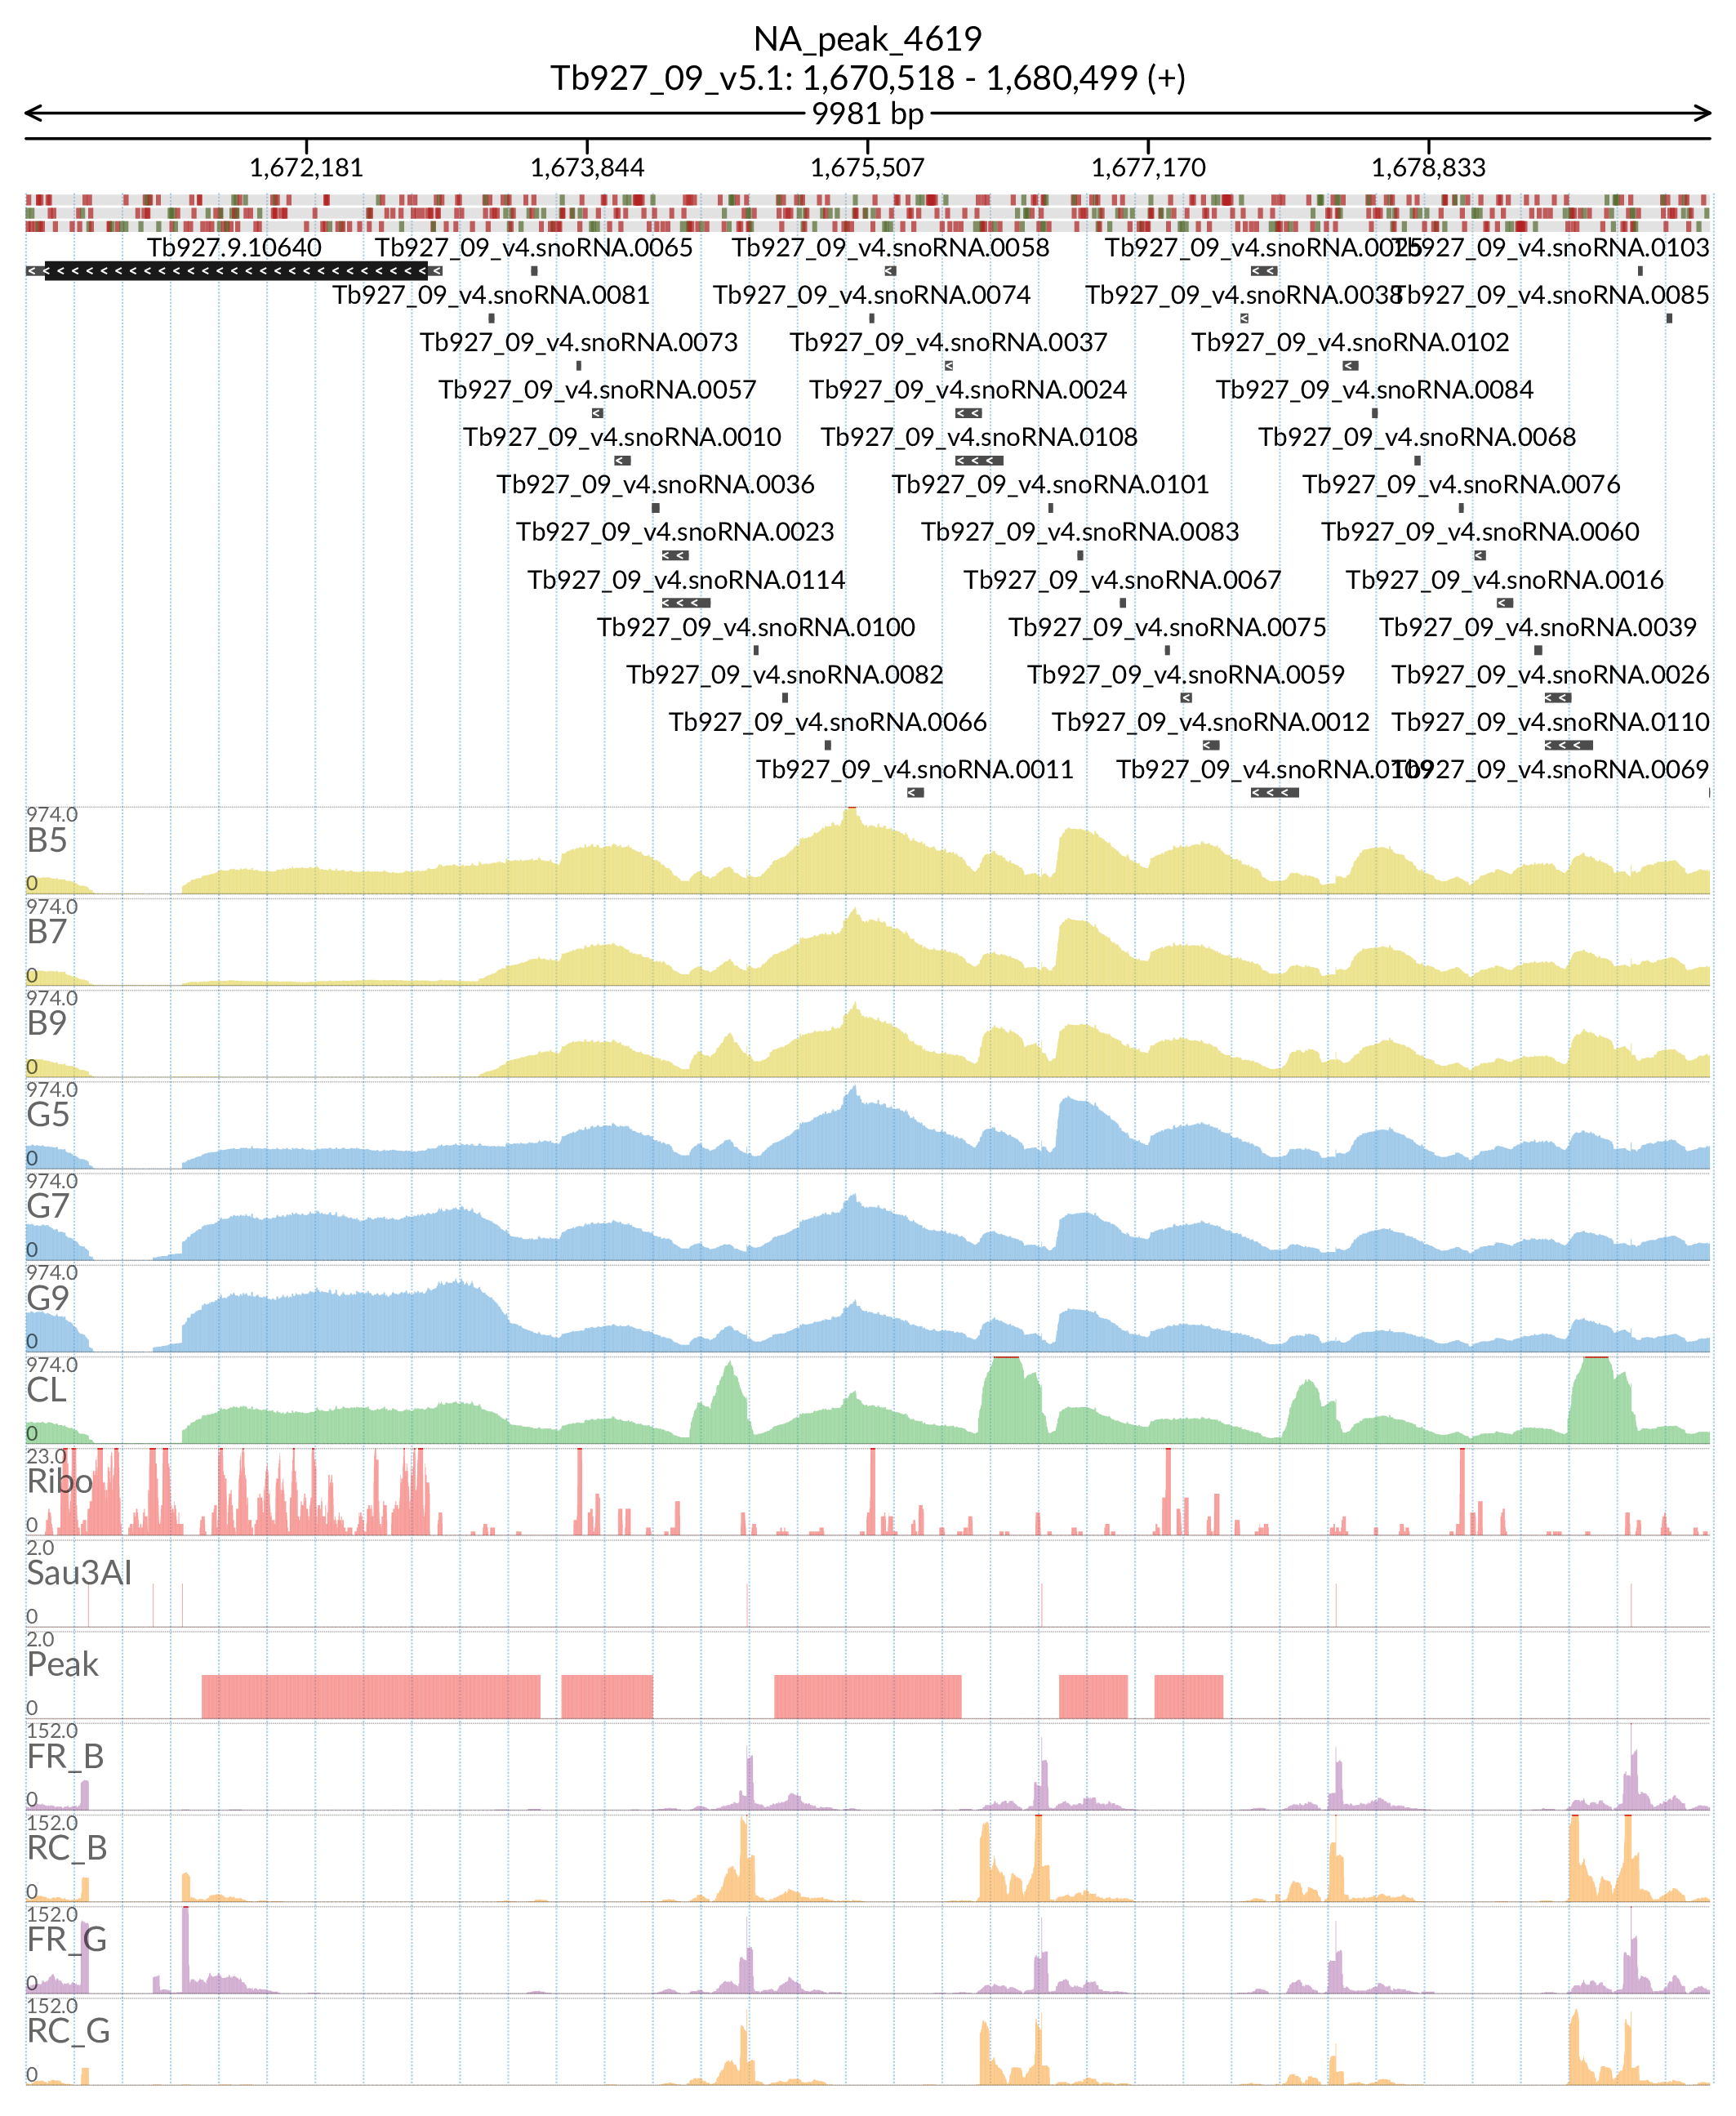 NA_peak_4619
Tb927_09_v5.1: 1,670,518 - 1,680,499 (+)
9981 bp
1,672,181 1,673,844 1,675,507 1,677,170 1,678,833
Tb927.9.10640 Tb927_09_v4.snoRNA.0065 Tb927_09_v4.snoRNA.0058 Tb927_09_v4.snoRNA.0025 Tb927_09_v4.snoRNA.0103
Tb927_09_v4.snoRNA.0081 Tb927_09_v4.snoRNA.0074 Tb927_09_v4.snoRNA.0038 Tb927_09_v4.snoRNA.0085
Tb927_09_v4.snoRNA.0073 Tb927_09_v4.snoRNA.0037 Tb927_09_v4.snoRNA.0102
Tb927_09_v4.snoRNA.0057 Tb927_09_v4.snoRNA.0024 Tb927_09_v4.snoRNA.0084
Tb927_09_v4.snoRNA.0010 Tb927_09_v4.snoRNA.0108 Tb927_09_v4.snoRNA.0068
Tb927_09_v4.snoRNA.0036 Tb927_09_v4.snoRNA.0101 Tb927_09_v4.snoRNA.0076
Tb927_09_v4.snoRNA.0023 Tb927_09_v4.snoRNA.0083 Tb927_09_v4.snoRNA.0060
Tb927_09_v4.snoRNA.0114 Tb927_09_v4.snoRNA.0067 Tb927_09_v4.snoRNA.0016
Tb927_09_v4.snoRNA.0100 Tb927_09_v4.snoRNA.0075 Tb927_09_v4.snoRNA.0039
Tb927_09_v4.snoRNA.0082 Tb927_09_v4.snoRNA.0059 Tb927_09_v4.snoRNA.0026
Tb927_09_v4.snoRNA.0066 Tb927_09_v4.snoRNA.0012 Tb927_09_v4.snoRNA.0110
Tb927_09_v4.snoRNA.0011 Tb927_09_v4.snoRNA.0109 Tb927_09_v4.snoRNA.0069
974.0
B5
0
974.0
B7
0
974.0
B9
0
974.0
G5
0
974.0
G7
0
974.0
G9
0
974.0
CL
0
23.0
Ribo
0
2.0
Sau3AI
0
2.0
Peak
0
152.0
FR_B
0
152.0
RC_B
0
152.0
FR_G
0
152.0
RC_G
0